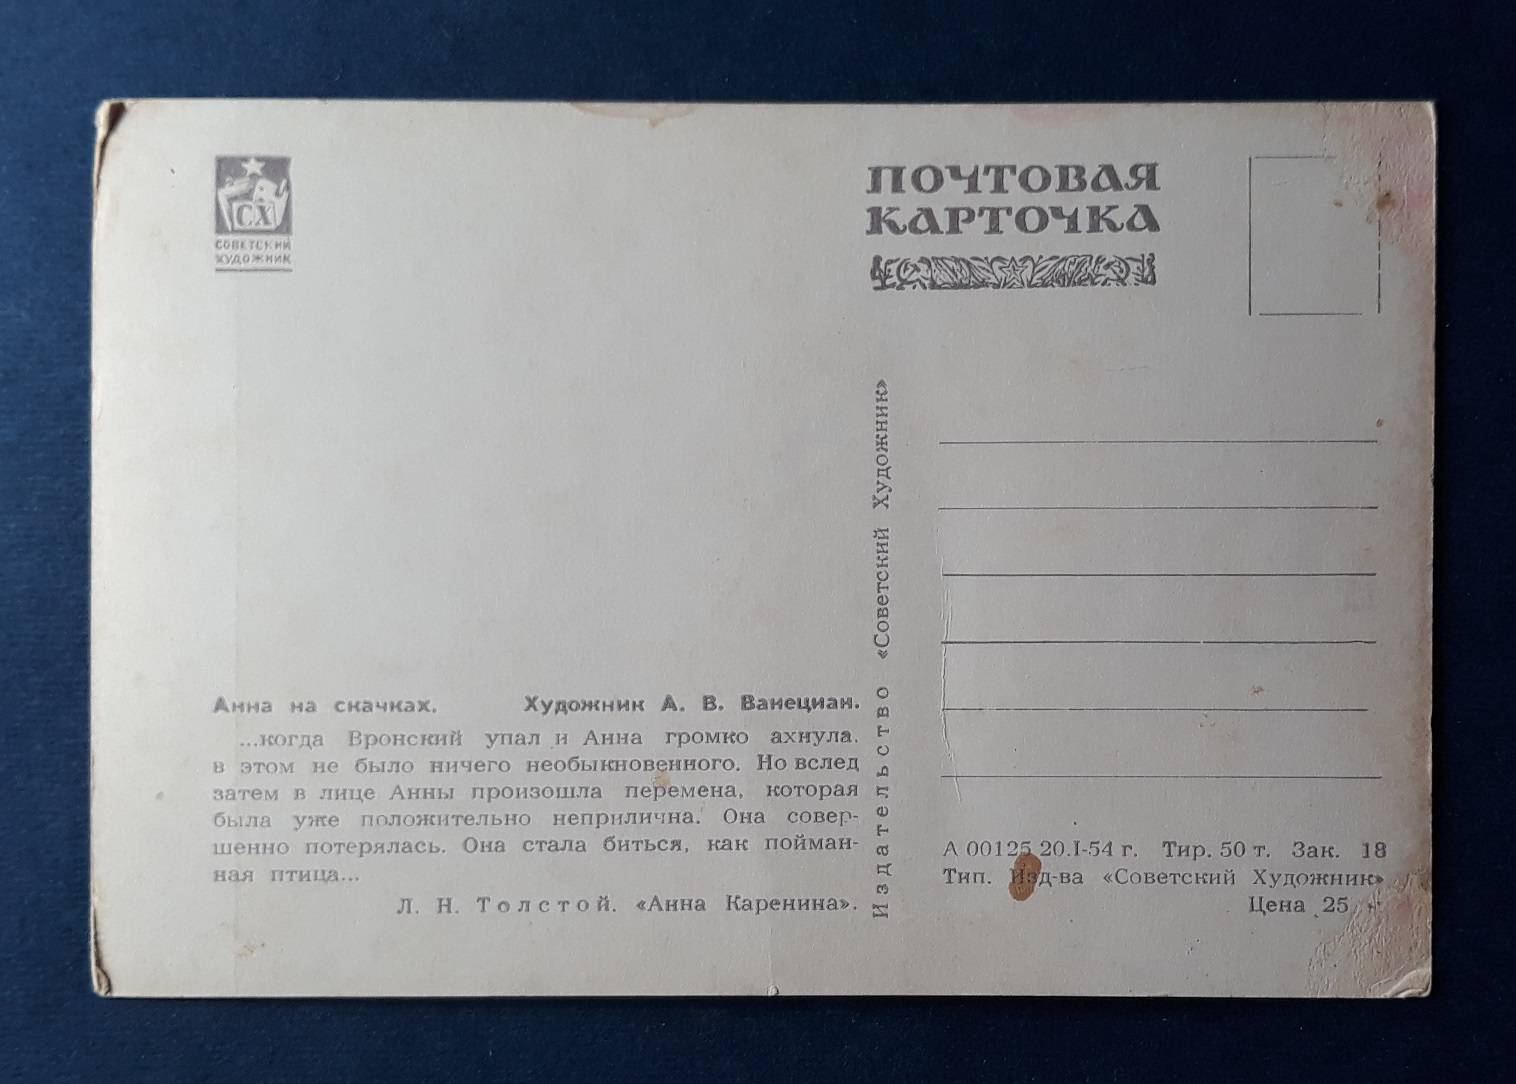 СХ
СОВЕТСКИЙ
ХУДОЖНИК
ПОЧТОВАЯ
КАРТОЧКА
Анна на скачках. Художник А. В. Ванециан.
...когда Вронский упал и Анна громко ахнула,
в этом не было ничего необыкновенного. Но вслед
затем в лице Анны произошла перемена, которая
была уже положительно неприлична. Она совер-
шенно потерялась. Она стала биться, как пойман-
ная птица...
Л. Н. Толстой. «Анна Каренина».
Издательство «Советский Художник»
А 00125 20.I-54 г. Тир. 50 т. Зак. 18
Тип. Изд-ва «Советский Художник»
Цена 25